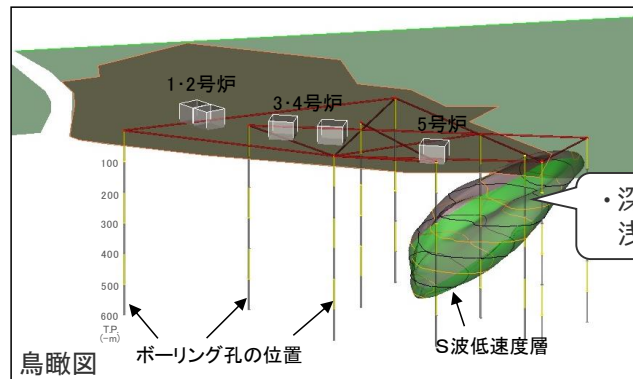 1・2号炉
3・4号炉
5号炉
100
200
300
400
500
600
T.P.
(-m)
・深
浅
ボーリング孔の位置
S波低速度層
鳥瞰図